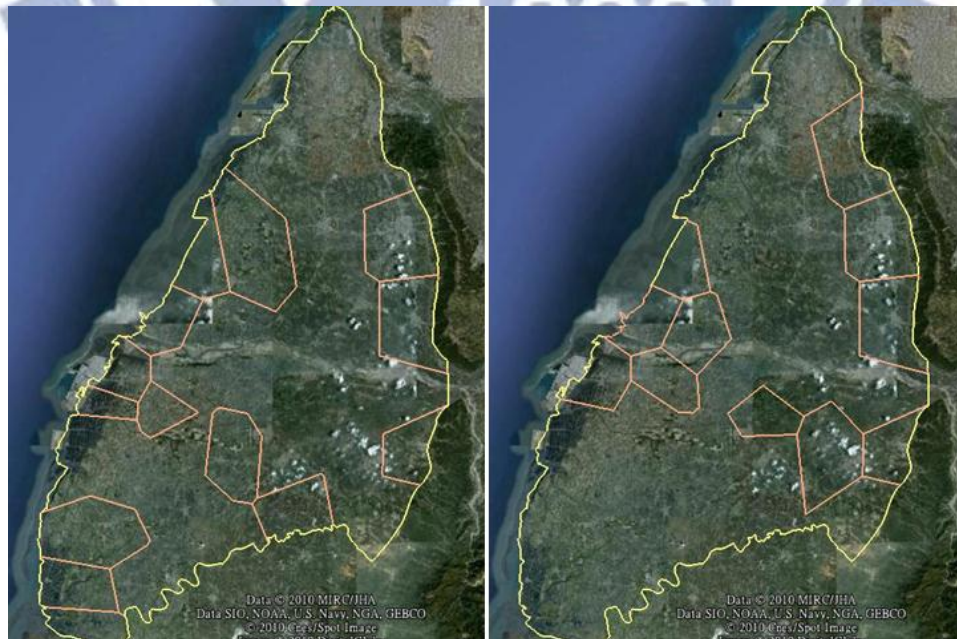 Data © 2010 MIRC/JHA
Data SIO, NOAA, U.S. Navy, NGA, GEBCO
© 2010 Cnes/Spot Image
Data © 2010 MIRC/JHA
Data SIO, NOAA, U.S. Navy, NGA, GEBCO
© 2010 Cnes/Spot Image